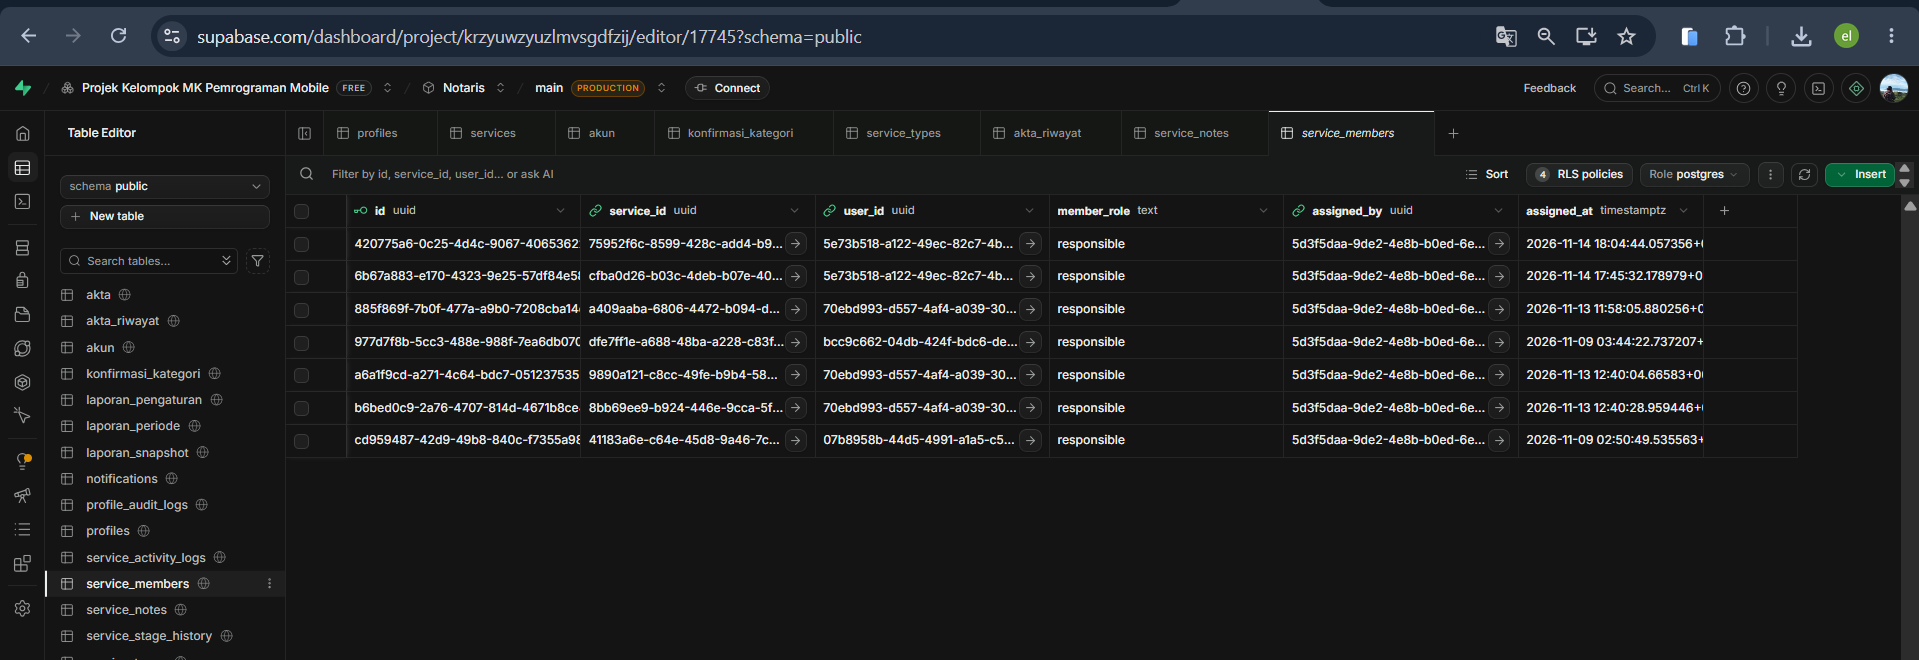 supabase.com/dashboard/project/krzyuwzyuzlmvsgdfzij/editor/17745?schema=public
el
Projek Kelompok MK Pemrograman Mobile FREE / Notaris / main PRODUCTION Connect
Feedback Search... Ctrl K
Table Editor
profiles services akun konfirmasi_kategori service_types akta_riwayat service_notes service_members
schema public
New table
Search tables...
akta
akta_riwayat
akun
konfirmasi_kategori
laporan_pengaturan
laporan_periode
laporan_snapshot
notifications
profile_audit_logs
profiles
service_activity_logs
service_members
service_notes
service_stage_history
Filter by id, service_id, user_id... or ask AI
Sort 4 RLS policies Role postgres Insert
id uuid service_id uuid user_id uuid member_role text assigned_by uuid assigned_at timestamptz
420775a6-0c25-4d4c-9067-4065362 75952f6c-8599-428c-add4-b9... 5e73b518-a122-49ec-82c7-4b... responsible 5d3f5daa-9de2-4e8b-b0ed-6e... 2026-11-14 18:04:44.057356+
6b67a883-e170-4323-9e25-57df84e5 cfba0d26-b03c-4deb-b07e-40... 5e73b518-a122-49ec-82c7-4b... responsible 5d3f5daa-9de2-4e8b-b0ed-6e... 2026-11-14 17:45:32.178979+0
885f869f-7b0f-477a-a9b0-7208cba14 a409aaba-6806-4472-b094-d... 70ebd993-d557-4af4-a039-30... responsible 5d3f5daa-9de2-4e8b-b0ed-6e... 2026-11-13 11:58:05.880256+
977d7f8b-5cc3-488e-988f-7ea6db070 dfe7ff1e-a688-48ba-a228-c83f... bcc9c662-04db-424f-bdc6-de... responsible 5d3f5daa-9de2-4e8b-b0ed-6e... 2026-11-09 03:44:22.737207+
a6a1f9cd-a271-4c64-bdc7-051237535 9890a121-c8cc-49fe-b9b4-58... 70ebd993-d557-4af4-a039-30... responsible 5d3f5daa-9de2-4e8b-b0ed-6e... 2026-11-13 12:40:04.66583+0
b6bed0c9-2a76-4707-814d-4671b8ce 8bb69ee9-b924-446e-9cca-5f... 70ebd993-d557-4af4-a039-30... responsible 5d3f5daa-9de2-4e8b-b0ed-6e... 2026-11-13 12:40:28.959446+
cd959487-42d9-49b8-840c-f7355a98 41183a6e-c64e-45d8-9a46-7c... 07b8958b-44d5-4991-a1a5-c5... responsible 5d3f5daa-9de2-4e8b-b0ed-6e... 2026-11-09 02:50:49.535563+